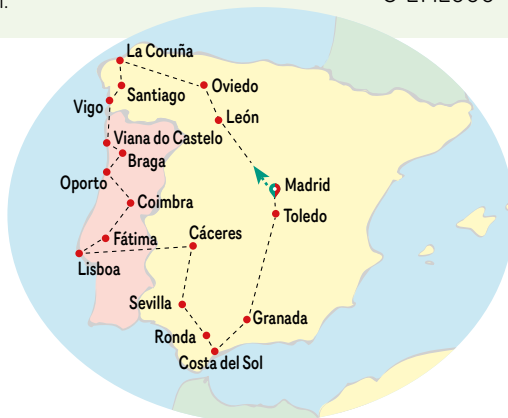 La Coruña
Oviedo
Santiago
Vigo
León
Viana do Castelo
Braga
Oporto
Madrid
Coimbra
Toledo
Fátima
Cáceres
Lisboa
Sevilla
Granada
Ronda
Costa del Sol